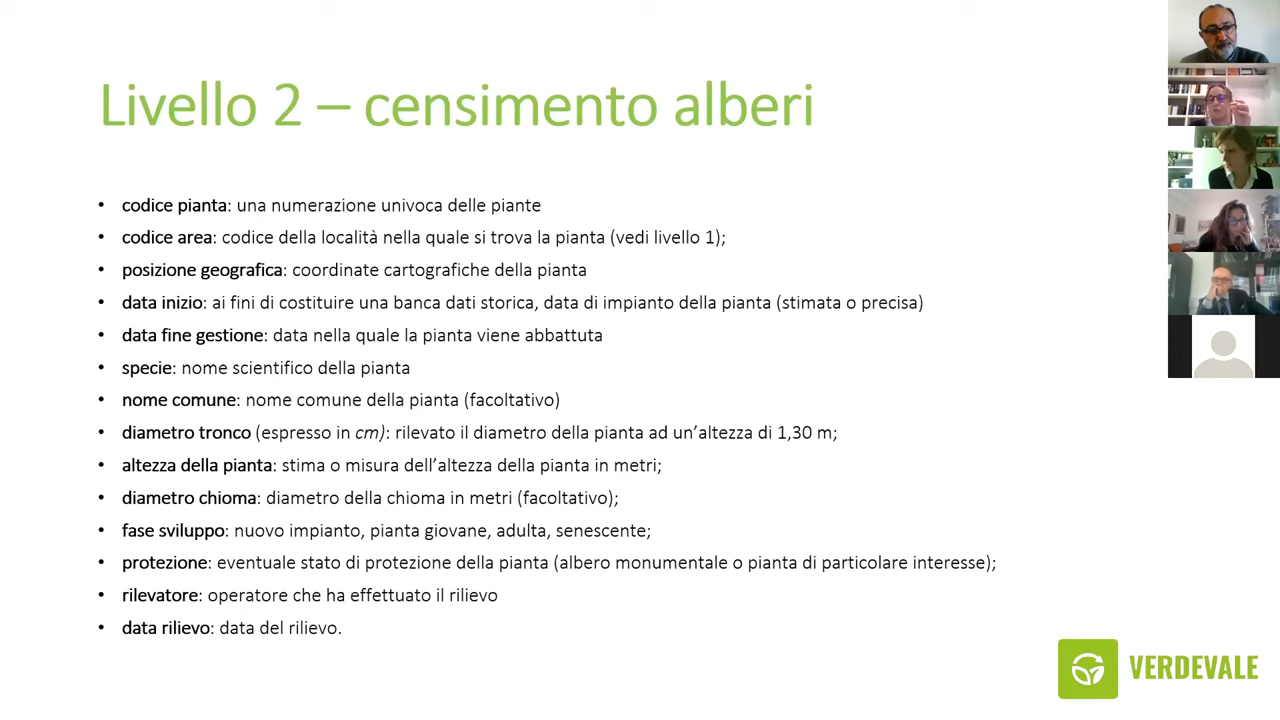 Livello 2 – censimento alberi
• codice pianta: una numerazione univoca delle piante
• codice area: codice della località nella quale si trova la pianta (vedi livello 1);
• posizione geografica: coordinate cartografiche della pianta
• data inizio: ai fini di costituire una banca dati storica, data di impianto della pianta (stimata o precisa)
• data fine gestione: data nella quale la pianta viene abbattuta
• specie: nome scientifico della pianta
• nome comune: nome comune della pianta (facoltativo)
• diametro tronco (espresso in cm): rilevato il diametro della pianta ad un’altezza di 1,30 m;
• altezza della pianta: stima o misura dell’altezza della pianta in metri;
• diametro chioma: diametro della chioma in metri (facoltativo);
• fase sviluppo: nuovo impianto, pianta giovane, adulta, senescente;
• protezione: eventuale stato di protezione della pianta (albero monumentale o pianta di particolare interesse);
• rilevatore: operatore che ha effettuato il rilievo
• data rilievo: data del rilievo.
VERDEVALE